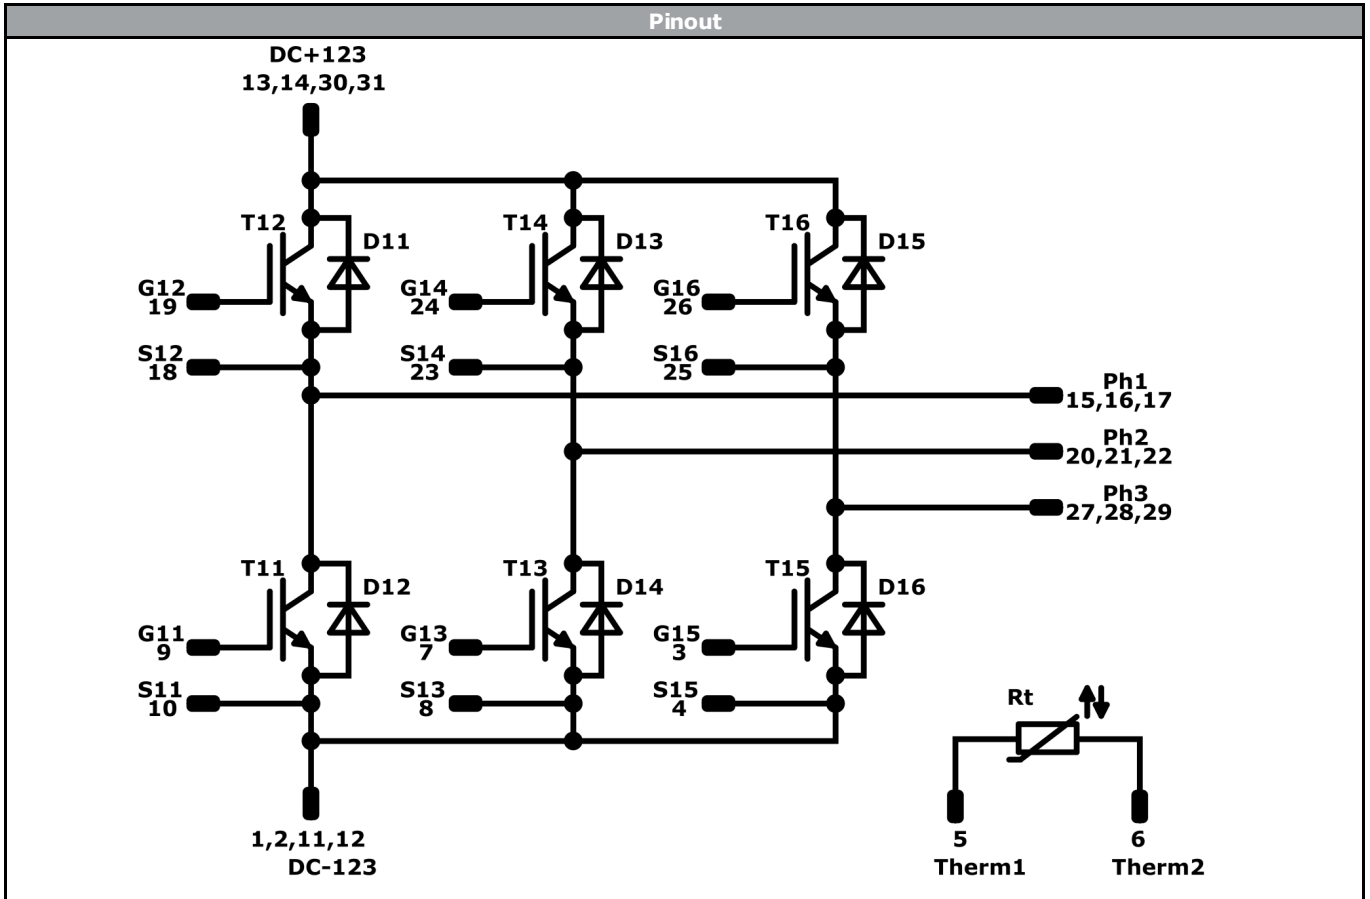 Pinout
DC+123
13,14,30,31
T12
D11
G12
19
S12
18
T14
D13
G14
24
S14
23
T16
D15
G16
26
S16
25
Ph1
15,16,17
Ph2
20,21,22
Ph3
27,28,29
T11
D12
G11
9
S11
10
T13
D14
G13
7
S13
8
T15
D16
G15
3
S15
4
1,2,11,12
DC-123
Rt
5
Therm1
6
Therm2